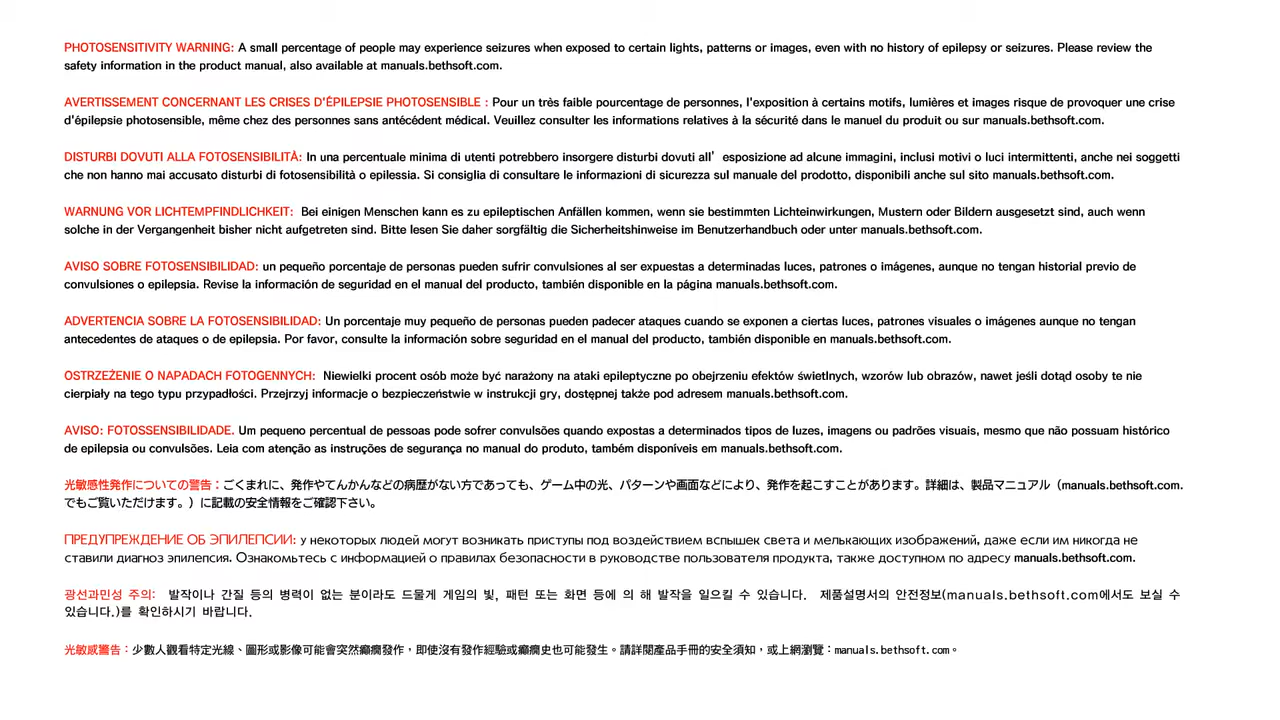 PHOTOSENSITIVITY WARNING: A small percentage of people may experience seizures when exposed to certain lights, patterns or images, even with no history of epilepsy or seizures. Please review the
safety information in the product manual, also available at manuals.bethsoft.com.
AVERTISSEMENT CONCERNANT LES CRISES D'ÉPILEPSIE PHOTOSENSIBLE : Pour un très faible pourcentage de personnes, l'exposition à certains motifs, lumières et images risque de provoquer une crise
d'épilepsie photosensible, même chez des personnes sans antécédent médical. Veuillez consulter les informations relatives à la sécurité dans le manuel du produit ou sur manuals.bethsoft.com.
DISTURBI DOVUTI ALLA FOTOSENSIBILITÀ: In una percentuale minima di utenti potrebbero insorgere disturbi dovuti all’ esposizione ad alcune immagini, inclusi motivi o luci intermittenti, anche nei soggetti
che non hanno mai accusato disturbi di fotosensibilità o epilessia. Si consiglia di consultare le informazioni di sicurezza sul manuale del prodotto, disponibili anche sul sito manuals.bethsoft.com.
WARNUNG VOR LICHTEMPFINDLICHKEIT: Bei einigen Menschen kann es zu epileptischen Anfällen kommen, wenn sie bestimmten Lichteinwirkungen, Mustern oder Bildern ausgesetzt sind, auch wenn
solche in der Vergangenheit bisher nicht aufgetreten sind. Bitte lesen Sie daher sorgfältig die Sicherheitshinweise im Benutzerhandbuch oder unter manuals.bethsoft.com.
AVISO SOBRE FOTOSENSIBILIDAD: un pequeño porcentaje de personas pueden sufrir convulsiones al ser expuestas a determinadas luces, patrones o imágenes, aunque no tengan historial previo de
convulsiones o epilepsia. Revise la información de seguridad en el manual del producto, también disponible en la página manuals.bethsoft.com.
ADVERTENCIA SOBRE LA FOTOSENSIBILIDAD: Un porcentaje muy pequeño de personas pueden padecer ataques cuando se exponen a ciertas luces, patrones visuales o imágenes aunque no tengan
antecedentes de ataques o de epilepsia. Por favor, consulte la información sobre seguridad en el manual del producto, también disponible en manuals.bethsoft.com.
OSTRZEŻENIE O NAPADACH FOTOGENNYCH: Niewielki procent osób może być narażony na ataki epileptyczne po obejrzeniu efektów świetlnych, wzorów lub obrazów, nawet jeśli dotąd osoby te nie
cierpiały na tego typu przypadłości. Przejrzyj informacje o bezpieczeństwie w instrukcji gry, dostępnej także pod adresem manuals.bethsoft.com.
AVISO: FOTOSSENSIBILIDADE. Um pequeno percentual de pessoas pode sofrer convulsões quando expostas a determinados tipos de luzes, imagens ou padrões visuais, mesmo que não possuam histórico
de epilepsia ou convulsões. Leia com atenção as instruções de segurança no manual do produto, também disponíveis em manuals.bethsoft.com.
光敏感性発作についての警告：ごくまれに、発作やてんかんなどの病歴がない方であっても、ゲーム中の光、パターンや画面などにより、発作を起こすことがあります。詳細は、製品マニュアル（manuals.bethsoft.com.
でもご覧いただけます。）に記載の安全情報をご確認下さい。
ПРЕДУПРЕЖДЕНИЕ ОБ ЭПИЛЕПСИИ: у некоторых людей могут возникать приступы под воздействием вспышек света и мелькающих изображений, даже если им никогда не
ставили диагноз эпилепсия. Ознакомьтесь с информацией о правилах безопасности в руководстве пользователя продукта, также доступном по адресу manuals.bethsoft.com.
광선과민성 주의: 발작이나 간질 등의 병력이 없는 분이라도 드물게 게임의 빛, 패턴 또는 화면 등에 의 해 발작을 일으킬 수 있습니다. 제품설명서의 안전정보(manuals.bethsoft.com에서도 보실 수
있습니다.)를 확인하시기 바랍니다.
光敏感警告：少數人觀看特定光線、圖形或影像可能會突然癲癇發作，即使沒有發作經驗或癲癇史也可能發生。請詳閱產品手冊的安全須知，或上網瀏覽：manuals.bethsoft.com。